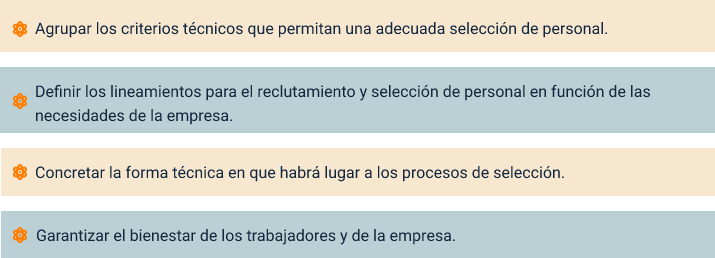 Agrupar los criterios técnicos que permitan una adecuada selección de personal.
Definir los lineamientos para el reclutamiento y selección de personal en función de las
necesidades de la empresa.
Concretar la forma técnica en que habrá lugar a los procesos de selección.
Garantizar el bienestar de los trabajadores y de la empresa.